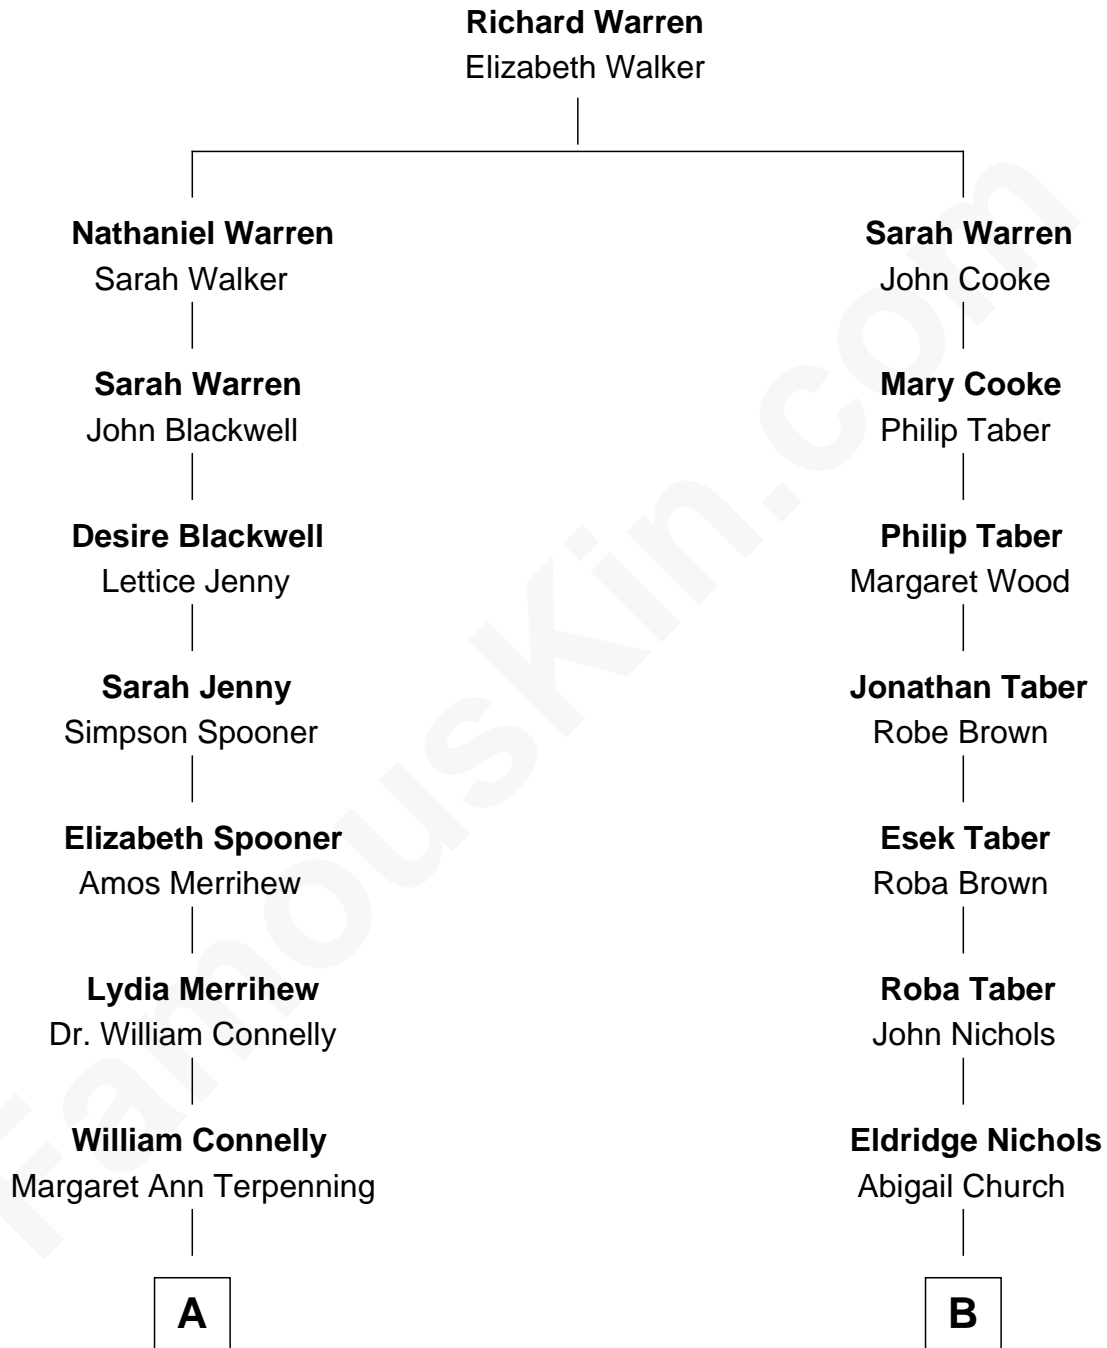 Richard Warren
Elizabeth Walker
Nathaniel Warren
Sarah Walker
Sarah Warren
John Blackwell
Desire Blackwell
Lettice Jenny
Sarah Jenny
Simpson Spooner
Elizabeth Spooner
Amos Merrihew
Lydia Merrihew
Dr. William Connelly
William Connelly
Margaret Ann Terpenning
A
Sarah Warren
John Cooke
Mary Cooke
Philip Taber
Philip Taber
Margaret Wood
Jonathan Taber
Robe Brown
Esek Taber
Roba Brown
Roba Taber
John Nichols
Eldridge Nichols
Abigail Church
B
FamousKin.com